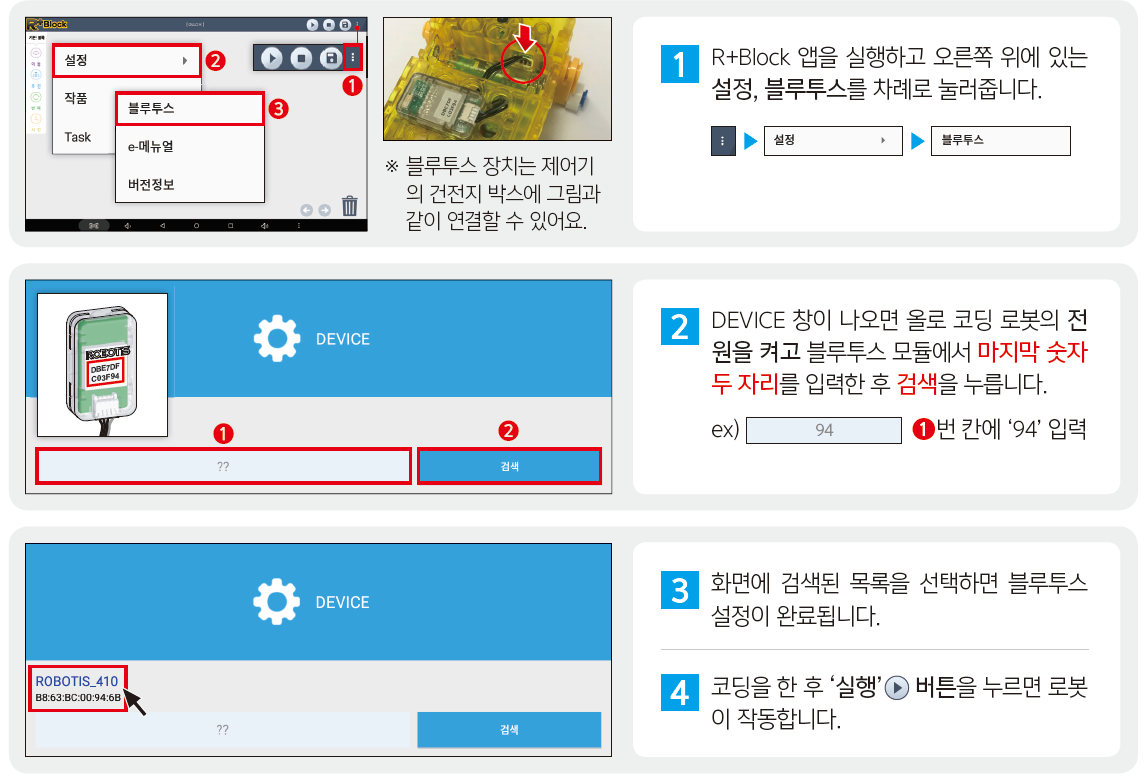 R+Block
설정
❷
❶
작품
블루투스
❸
Task
e-메뉴얼
버전정보
※ 블루투스 장치는 제어기
의 건전지 박스에 그림과
같이 연결할 수 있어요.
1 R+Block 앱을 실행하고 오른쪽 위에 있는
설정, 블루투스를 차례로 눌러줍니다.
설정 블루투스
ROBOTIS
DBE7DF
C03F94
DEVICE
❶ ❷
?? 검색
2 DEVICE 창이 나오면 올로 코딩 로봇의 전
원을 켜고 블루투스 모듈에서 마지막 숫자
두 자리를 입력한 후 검색을 누릅니다.
ex) 94 ❶번 칸에 ‘94’ 입력
DEVICE
ROBOTIS_410
B8:63:BC:00:94:6B
?? 검색
3 화면에 검색된 목록을 선택하면 블루투스
설정이 완료됩니다.
4 코딩을 한 후 ‘실행’ 버튼을 누르면 로봇
이 작동합니다.